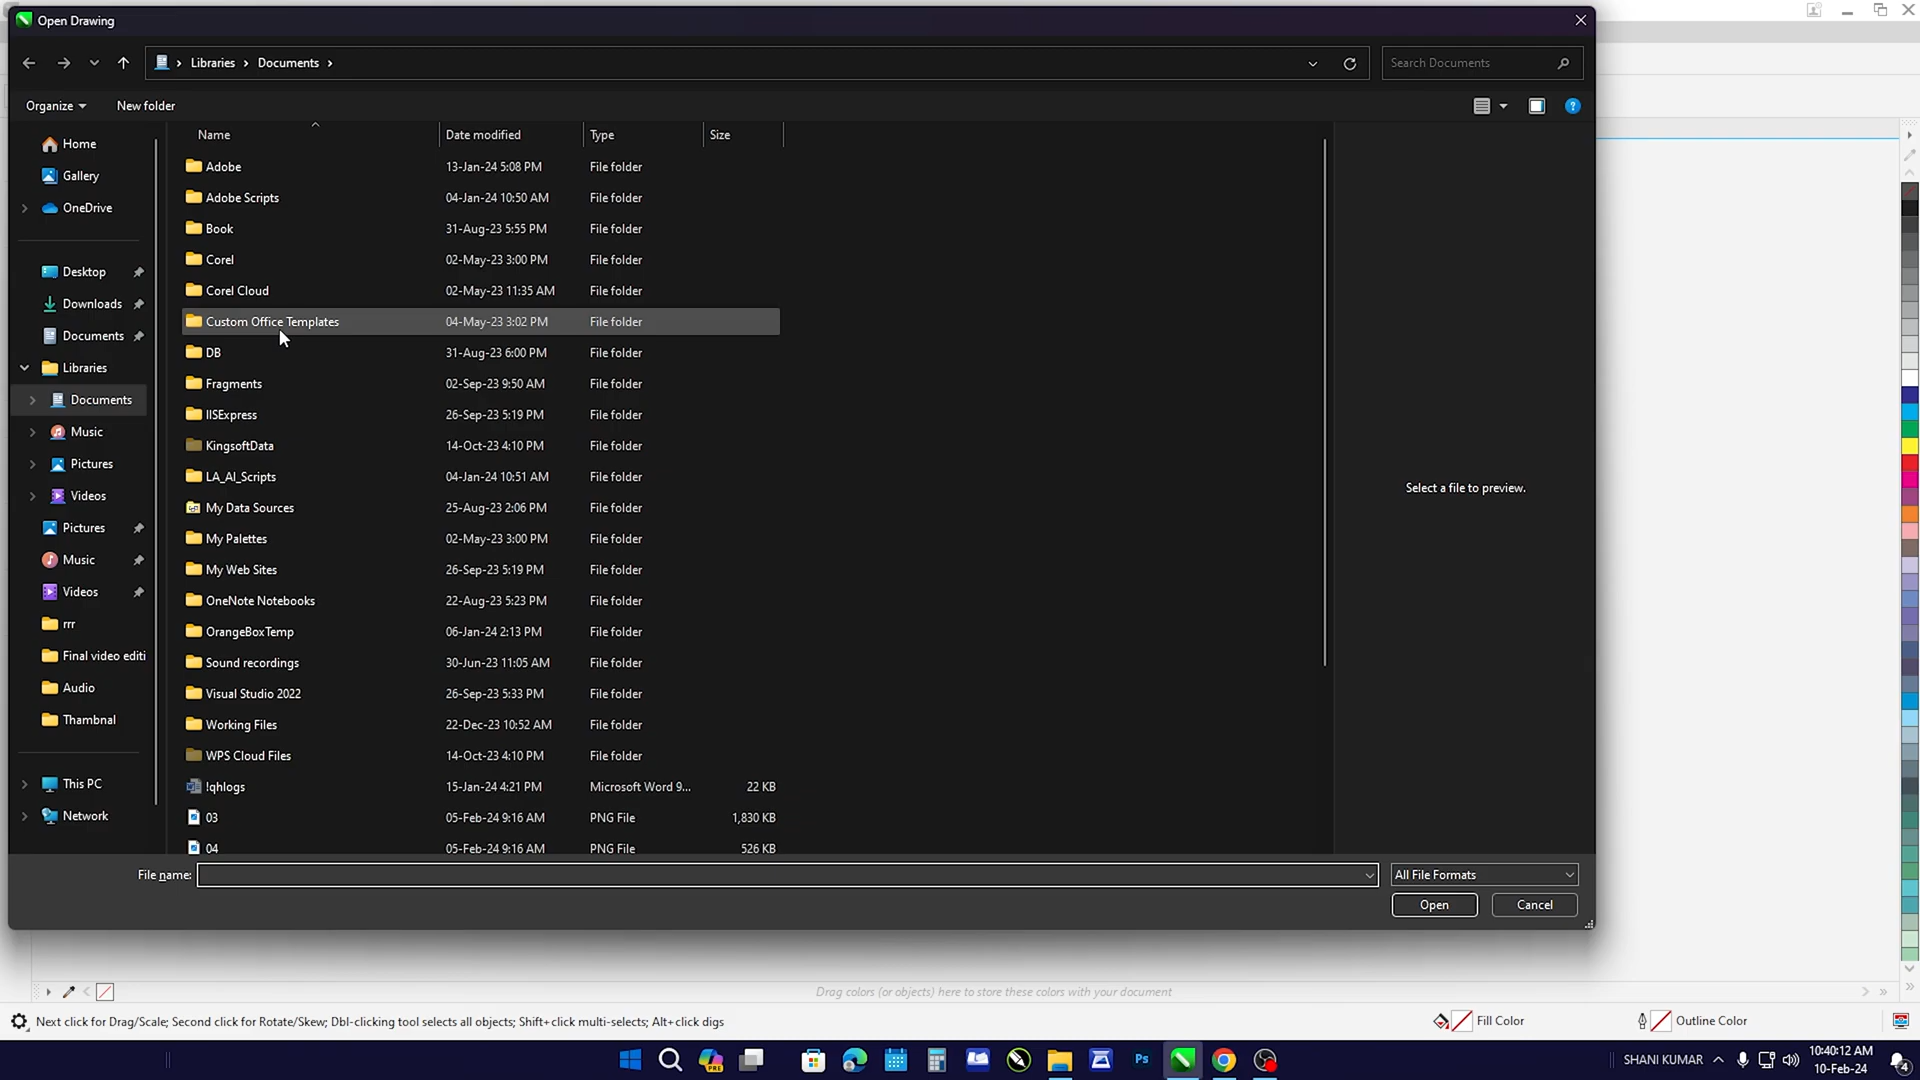 Open Drawing
Libraries
Documents
Search Documents
Organize
New folder
Home
Gallery
OneDrive
Desktop
Downloads
Documents
Libraries
Documents
Music
Pictures
Videos
Pictures
Music
Videos
rrr
Final video editi
Audio
Thambnal
This PC
Network
Name Date modified Type Size
Adobe 13-Jan-24 5:08 PM File folder
Adobe Scripts 04-Jan-24 10:50 AM File folder
Book 31-Aug-23 5:55 PM File folder
Corel 02-May-23 3:00 PM File folder
Corel Cloud 02-May-23 11:35 AM File folder
Custom Office Templates 04-May-23 3:02 PM File folder
DB 31-Aug-23 6:00 PM File folder
Fragments 02-Sep-23 9:50 AM File folder
IISExpress 26-Sep-23 5:19 PM File folder
KingsoftData 14-Oct-23 4:10 PM File folder
LA_AI_Scripts 04-Jan-24 10:51 AM File folder
My Data Sources 25-Aug-23 2:06 PM File folder
My Palettes 02-May-23 3:00 PM File folder
My Web Sites 26-Sep-23 5:19 PM File folder
OneNote Notebooks 22-Aug-23 5:23 PM File folder
OrangeBoxTemp 06-Jan-24 2:13 PM File folder
Sound recordings 30-Jun-23 11:05 AM File folder
Visual Studio 2022 26-Sep-23 5:33 PM File folder
Working Files 22-Dec-23 10:52 AM File folder
WPS Cloud Files 14-Oct-23 4:10 PM File folder
!qhlogs 15-Jan-24 4:21 PM Microsoft Word 9... 22 KB
03 05-Feb-24 9:16 AM PNG File 1,830 KB
04 05-Feb-24 9:16 AM PNG File 526 KB
Select a file to preview.
File name:
All File Formats
Open Cancel
Drag colors (or objects) here to store these colors with your document
Next click for Drag/Scale; Second click for Rotate/Skew; Dbl-clicking tool selects all objects; Shift+click multi-selects; Alt+click digs
Fill Color
Outline Color
PRE
Ps
SHANI KUMAR
10:40:12 AM
10-Feb-24
4